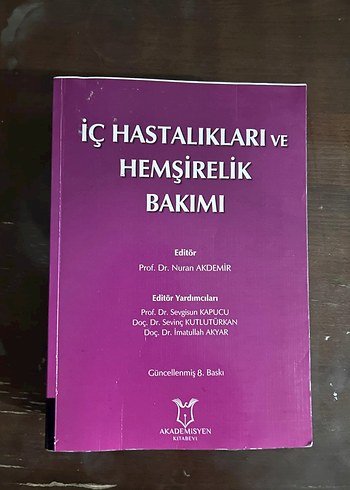 İÇ HASTALIKLARI VE
HEMŞİRELİK
BAKIMI
Editör
Prof. Dr. Nuran AKDEMİR
Editör Yardımcıları
Prof. Dr. Sevgisun KAPUCU
Doç. Dr. Sevinç KUTLUTÜRKAN
Doç. Dr. İmatullah AKYAR
Güncellenmiş 8. Baskı
AKADEMİSYEN
KİTABEVİ